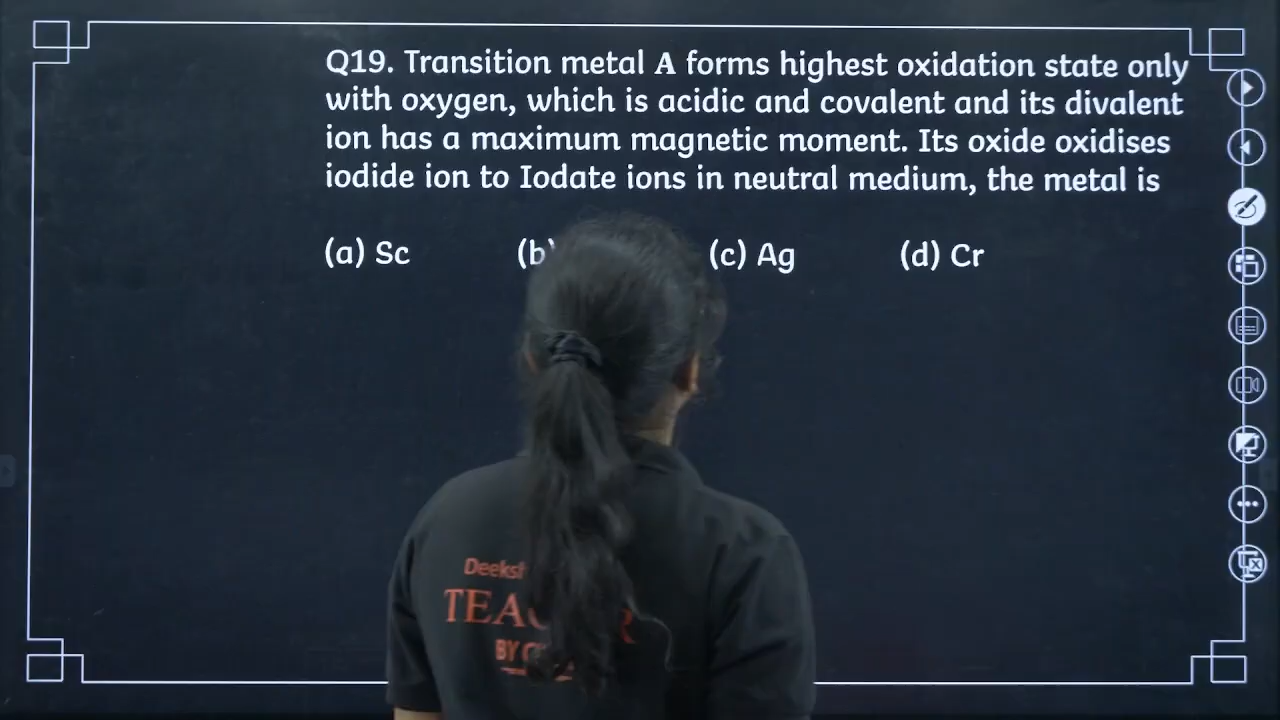 Q19. Transition metal A forms highest oxidation state only
with oxygen, which is acidic and covalent and its divalent
ion has a maximum magnetic moment. Its oxide oxidises
iodide ion to Iodate ions in neutral medium, the metal is
(a) Sc (b) (c) Ag (d) Cr
BY